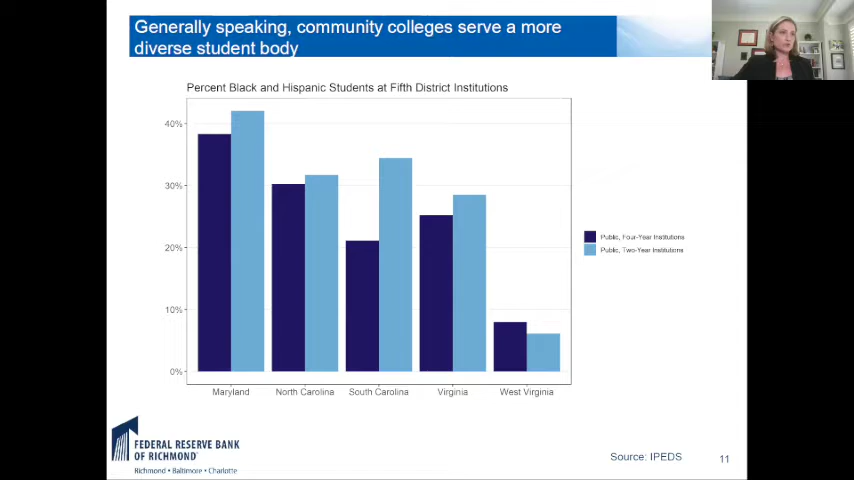 Generally speaking, community colleges serve a more
diverse student body
Percent Black and Hispanic Students at Fifth District Institutions
40%
30%
20%
10%
0%
Maryland
North Carolina
South Carolina
Virginia
West Virginia
Public, Four-Year Institutions
Public, Two-Year Institutions
FEDERAL RESERVE BANK
OF RICHMOND
Richmond • Baltimore • Charlotte
Source: IPEDS
11